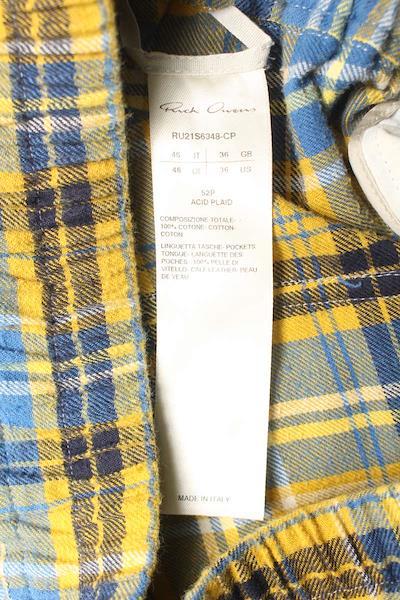 Rick Owens
RU21S6348-CP
46 IT 36 GB
46 DE 36 US
52P
ACID PLAID
COMPOSIZIONE TOTALE-
100% COTONE-COTTON-
COTON
LINGUETTA TASCHE-POCKETS
TONGUE-LANGUETTE DES
POCHES -100% PELLE DI
VITELLO-CALF LEATHER-PEAU
DE VEAU
MADE IN ITALY